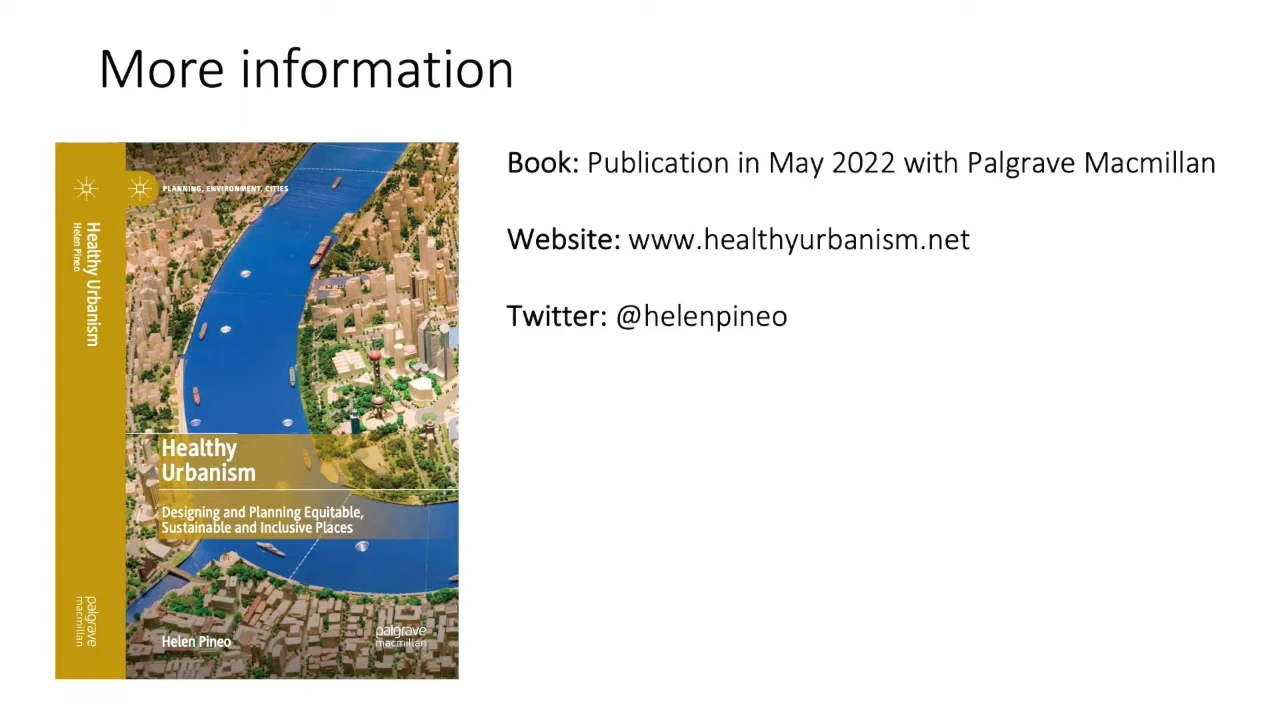 More information
Book: Publication in May 2022 with Palgrave Macmillan
Website: www.healthyurbanism.net
Twitter: @helenpineo
Healthy Urbanism
Helen Pineo
palgrave
macmillan
PLANNING, ENVIRONMENT, CITIES
Healthy
Urbanism
Designing and Planning Equitable,
Sustainable and Inclusive Places
Helen Pineo
palgrave
macmillan